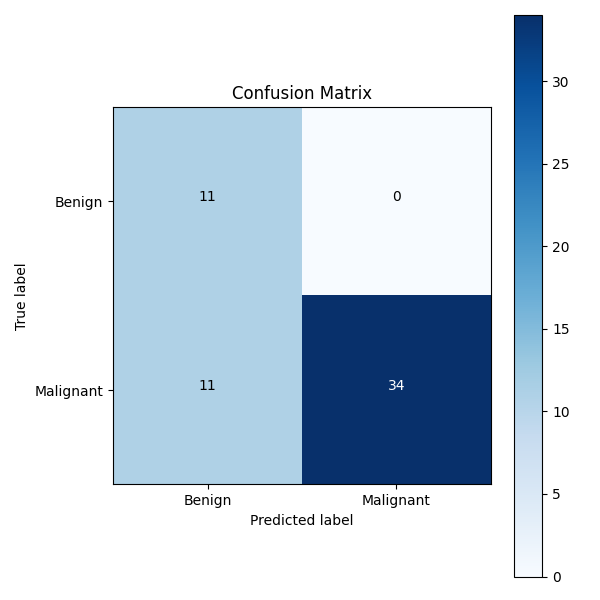 Confusion Matrix
True label
Benign
Malignant
11
0
11
34
Benign
Malignant
Predicted label
30
25
20
15
10
5
0